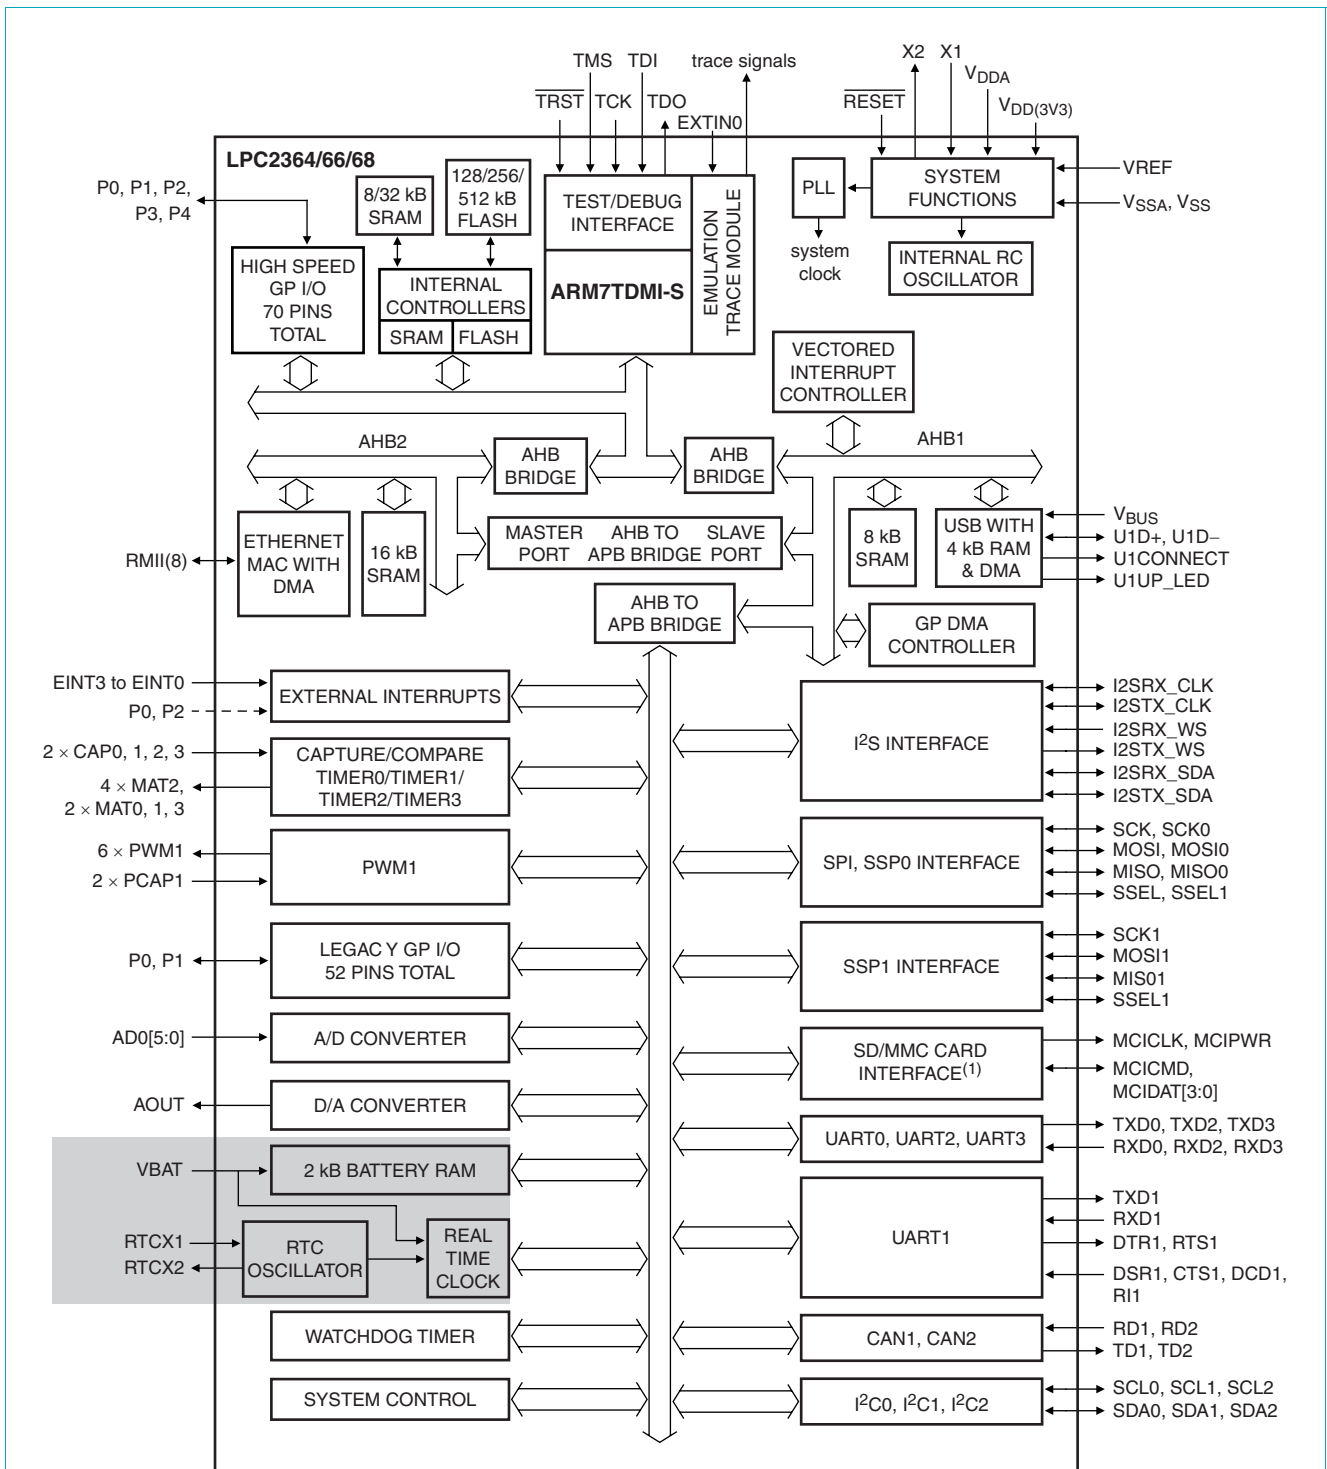 TMS TDI trace signals
TRST TCK TDO
EXTIN0
X2 X1
VDDA
RESET VDD(3V3)
LPC2364/66/68
P0, P1, P2,
P3, P4
8/32 kB
SRAM
128/256/
512 kB
FLASH
TEST/DEBUG
INTERFACE
EMULATION
TRACE MODULE
PLL
SYSTEM
FUNCTIONS
VREF
VSSA, VSS
system
clock
HIGH SPEED
GP I/O
70 PINS
TOTAL
INTERNAL
CONTROLLERS
SRAM FLASH
ARM7TDMI-S
INTERNAL RC
OSCILLATOR
VECTORED
INTERRUPT
CONTROLLER
AHB2
AHB
BRIDGE
AHB
BRIDGE
AHB1
ETHERNET
MAC WITH
DMA
RMII(8)
16 kB
SRAM
MASTER
PORT
AHB TO
APB BRIDGE
SLAVE
PORT
8 kB
SRAM
USB WITH
4 kB RAM
& DMA
VBUS
U1D+, U1D−
U1CONNECT
U1UP_LED
AHB TO
APB BRIDGE
GP DMA
CONTROLLER
EINT3 to EINT0
P0, P2
EXTERNAL INTERRUPTS
I2S INTERFACE
I2SRX_CLK
I2STX_CLK
I2SRX_WS
I2STX_WS
I2SRX_SDA
I2STX_SDA
2 × CAP0, 1, 2, 3
4 × MAT2,
2 × MAT0, 1, 3
CAPTURE/COMPARE
TIMER0/TIMER1/
TIMER2/TIMER3
6 × PWM1
2 × PCAP1
PWM1
SPI, SSP0 INTERFACE
SCK, SCK0
MOSI, MOSI0
MISO, MISO0
SSEL, SSEL1
P0, P1
LEGAC Y GP I/O
52 PINS TOTAL
SSP1 INTERFACE
SCK1
MOSI1
MIS01
SSEL1
AD0[5:0]
A/D CONVERTER
SD/MMC CARD
INTERFACE(1)
MCICLK, MCIPWR
MCICMD,
MCIDAT[3:0]
AOUT
D/A CONVERTER
UART0, UART2, UART3
TXD0, TXD2, TXD3
RXD0, RXD2, RXD3
VBAT
2 kB BATTERY RAM
RTCX1
RTCX2
RTC
OSCILLATOR
REAL
TIME
CLOCK
UART1
TXD1
RXD1
DTR1, RTS1
DSR1, CTS1, DCD1,
RI1
WATCHDOG TIMER
CAN1, CAN2
RD1, RD2
TD1, TD2
SYSTEM CONTROL
I2C0, I2C1, I2C2
SCL0, SCL1, SCL2
SDA0, SDA1, SDA2